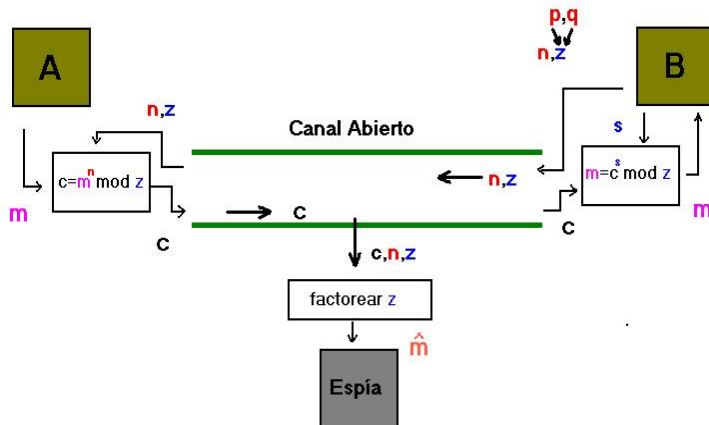 p,q
n,z
A
B
n,z
Canal Abierto
s
c=m^n mod z
n,z
m=c^s mod z
m
c
c
c
m
c,n,z
factorear z
m̂
Espía